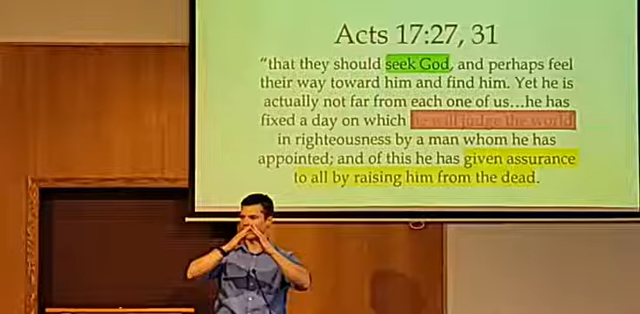 Acts 17:27, 31
"that they should seek God, and perhaps feel
their way toward him and find him. Yet he is
actually not far from each one of us...he has
fixed a day on which he will judge the world
in righteousness by a man whom he has
appointed; and of this he has given assurance
to all by raising him from the dead.